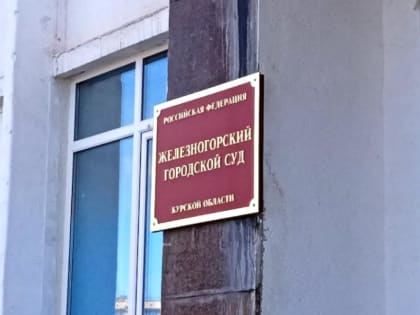 РОССИЙСКАЯ ФЕДЕРАЦИЯ
ЖЕЛЕЗНОГОРСКИЙ
ГОРОДСКОЙ СУД
КУРСКОЙ ОБЛАСТИ